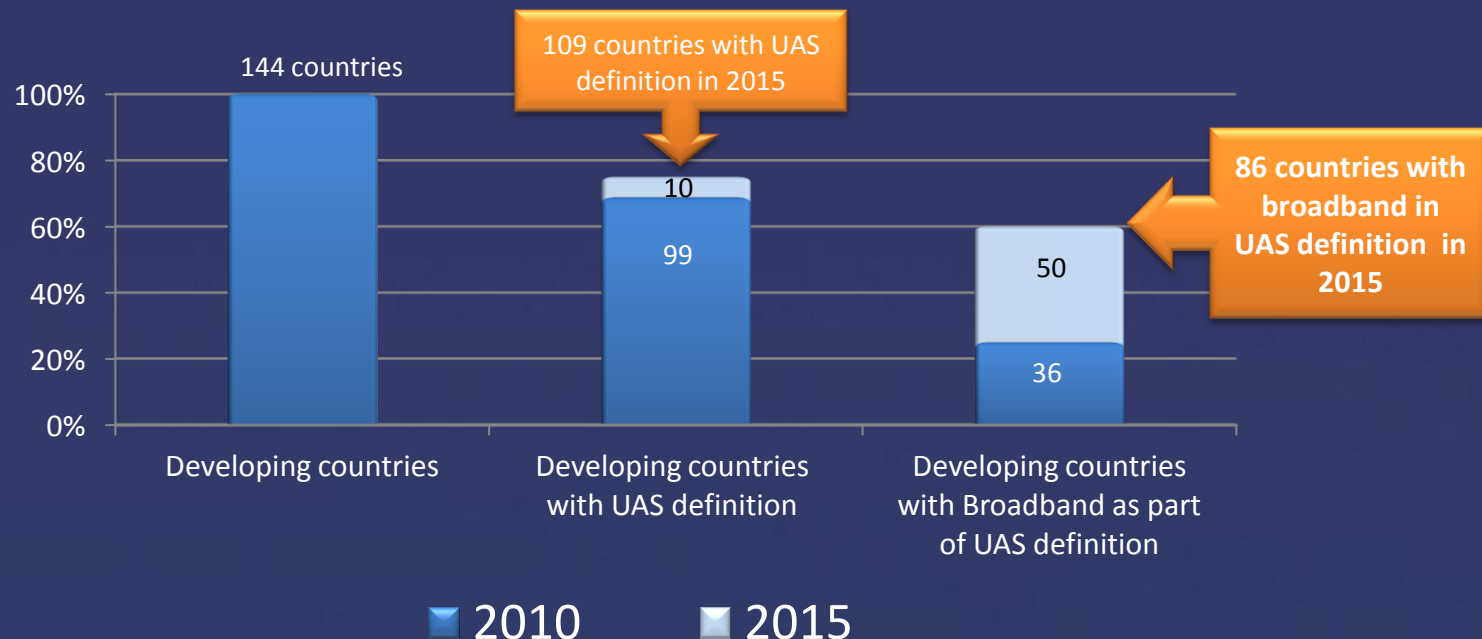 144 countries
109 countries with UAS
definition in 2015
86 countries with
broadband in
UAS definition in
2015
100%
80%
60%
40%
20%
0%
10
99
50
36
Developing countries
Developing countries
with UAS definition
Developing countries
with Broadband as part
of UAS definition
2010
2015